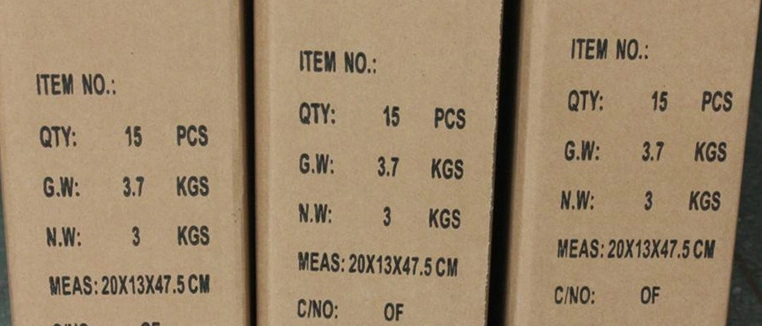 ITEM NO.:
QTY: 15 PCS
G.W: 3.7 KGS
N.W: 3 KGS
MEAS: 20X13X47.5 CM
C/NO: OF
ITEM NO.:
QTY: 15 PCS
G.W: 3.7 KGS
N.W: 3 KGS
MEAS: 20X13X47.5 CM
C/NO: OF
ITEM NO.:
QTY: 15 PCS
G.W: 3.7 KGS
N.W: 3 KGS
MEAS: 20X13X47.5 CM
C/NO: OF